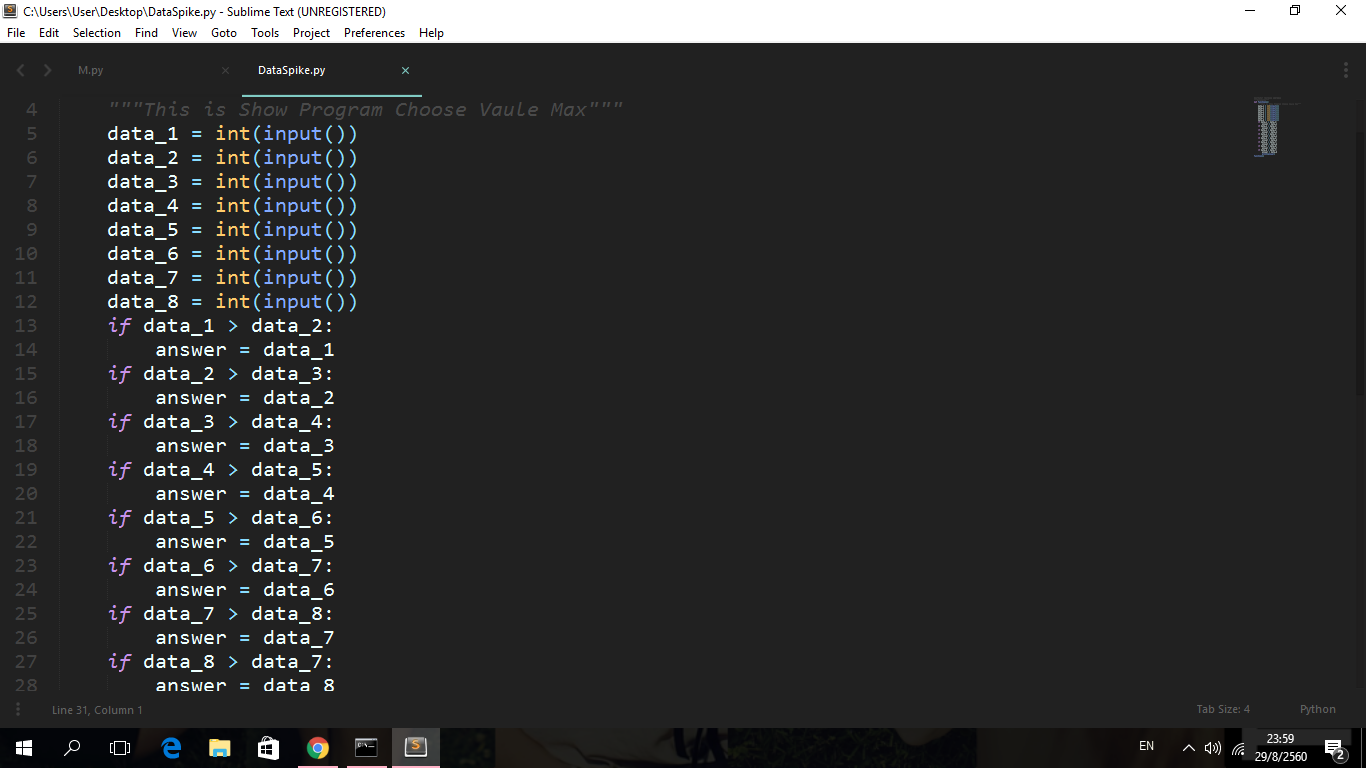 C:\Users\User\Desktop\DataSpike.py - Sublime Text (UNREGISTERED)
File Edit Selection Find View Goto Tools Project Preferences Help
M.py DataSpike.py
4 """This is Show Program Choose Vaule Max"""
5 data_1 = int(input())
6 data_2 = int(input())
7 data_3 = int(input())
8 data_4 = int(input())
9 data_5 = int(input())
10 data_6 = int(input())
11 data_7 = int(input())
12 data_8 = int(input())
13 if data_1 > data_2:
14 answer = data_1
15 if data_2 > data_3:
16 answer = data_2
17 if data_3 > data_4:
18 answer = data_3
19 if data_4 > data_5:
20 answer = data_4
21 if data_5 > data_6:
22 answer = data_5
23 if data_6 > data_7:
24 answer = data_6
25 if data_7 > data_8:
26 answer = data_7
27 if data_8 > data_7:
28 answer = data_8
Line 31, Column 1 Tab Size: 4 Python
EN 23:59
29/8/2560 2